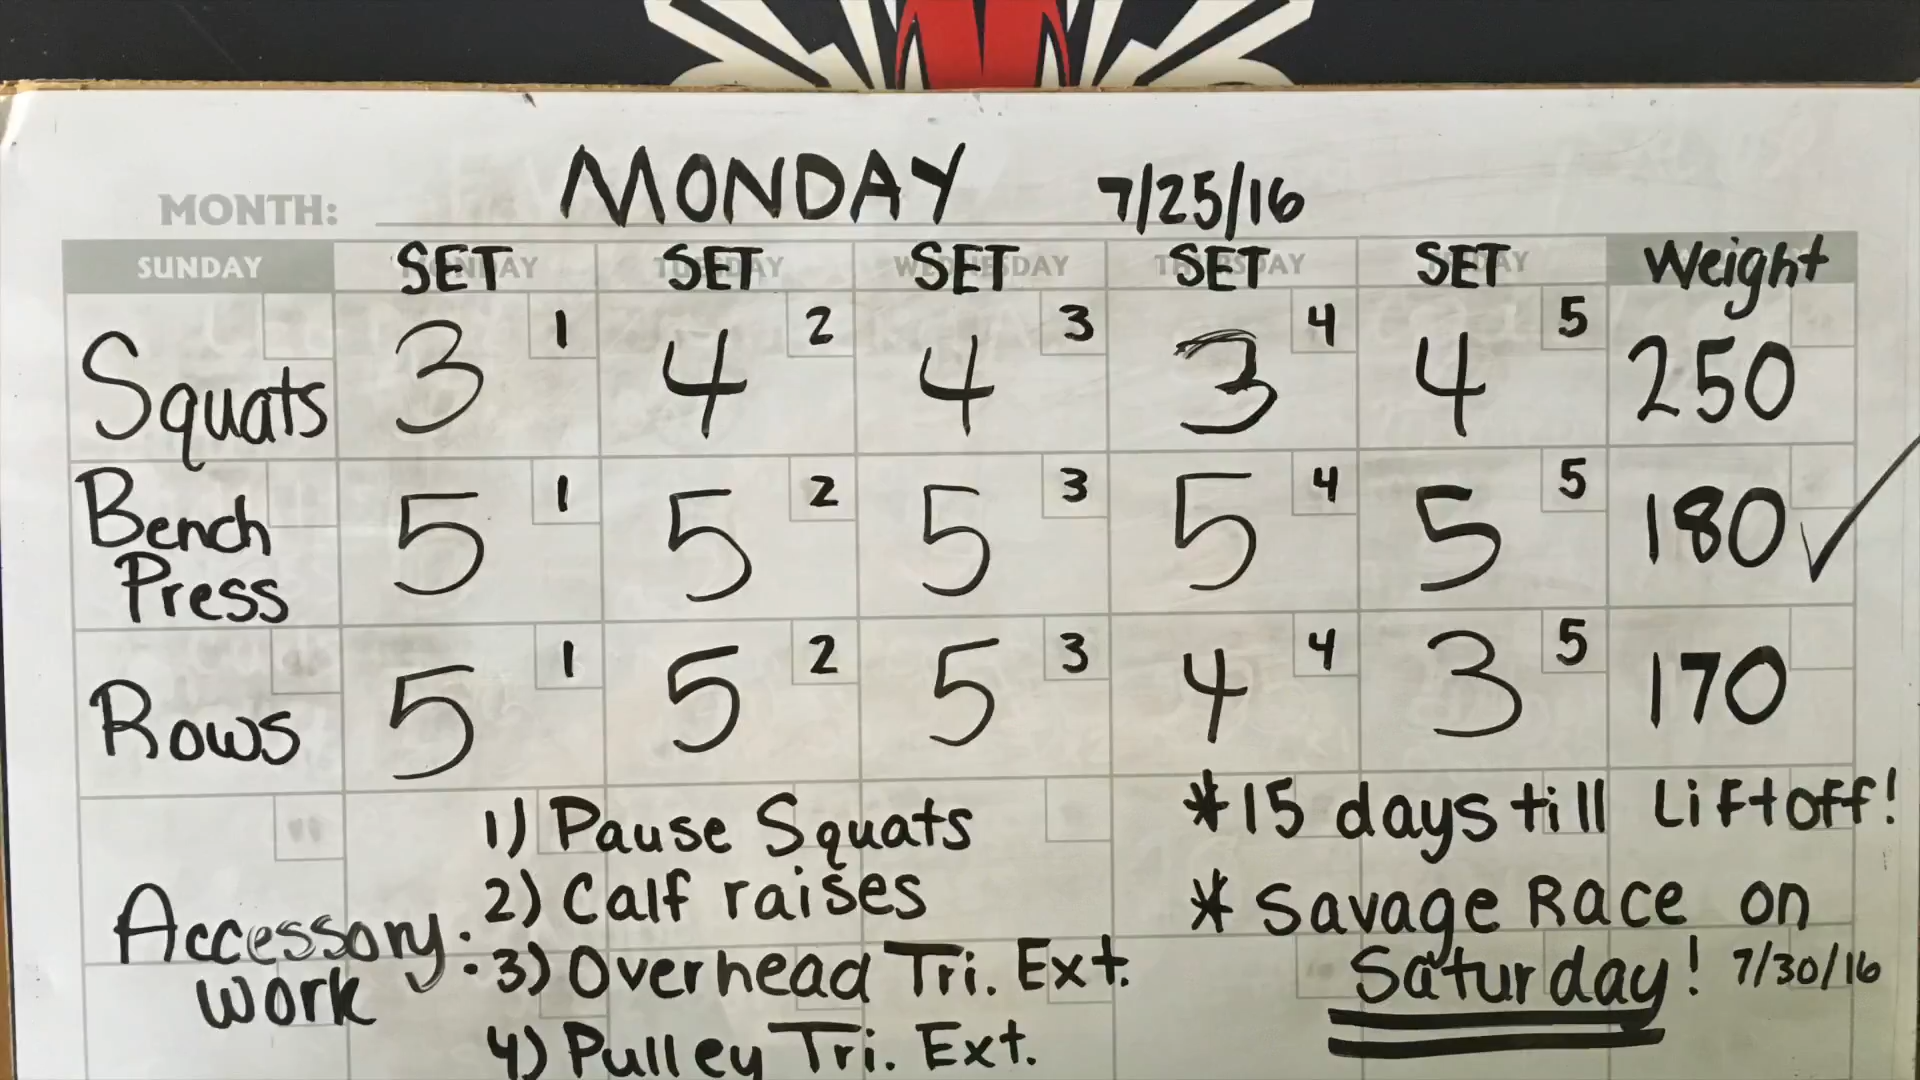 MONDAY 7/25/16
MONTH:
SUNDAY SET SET SET SET SET Weight
1 2 3 4 5
Squats 3 4 4 3 4 250
1 2 3 4 5
Bench Press 5 5 5 5 5 180 ✓
1 2 3 4 5
Rows 5 5 5 4 3 170
Accessory work:
1) Pause Squats
2) Calf raises
3) Overhead Tri. Ext.
4) Pulley Tri. Ext.
*15 days till Liftoff!
* Savage Race on
Saturday! 7/30/16